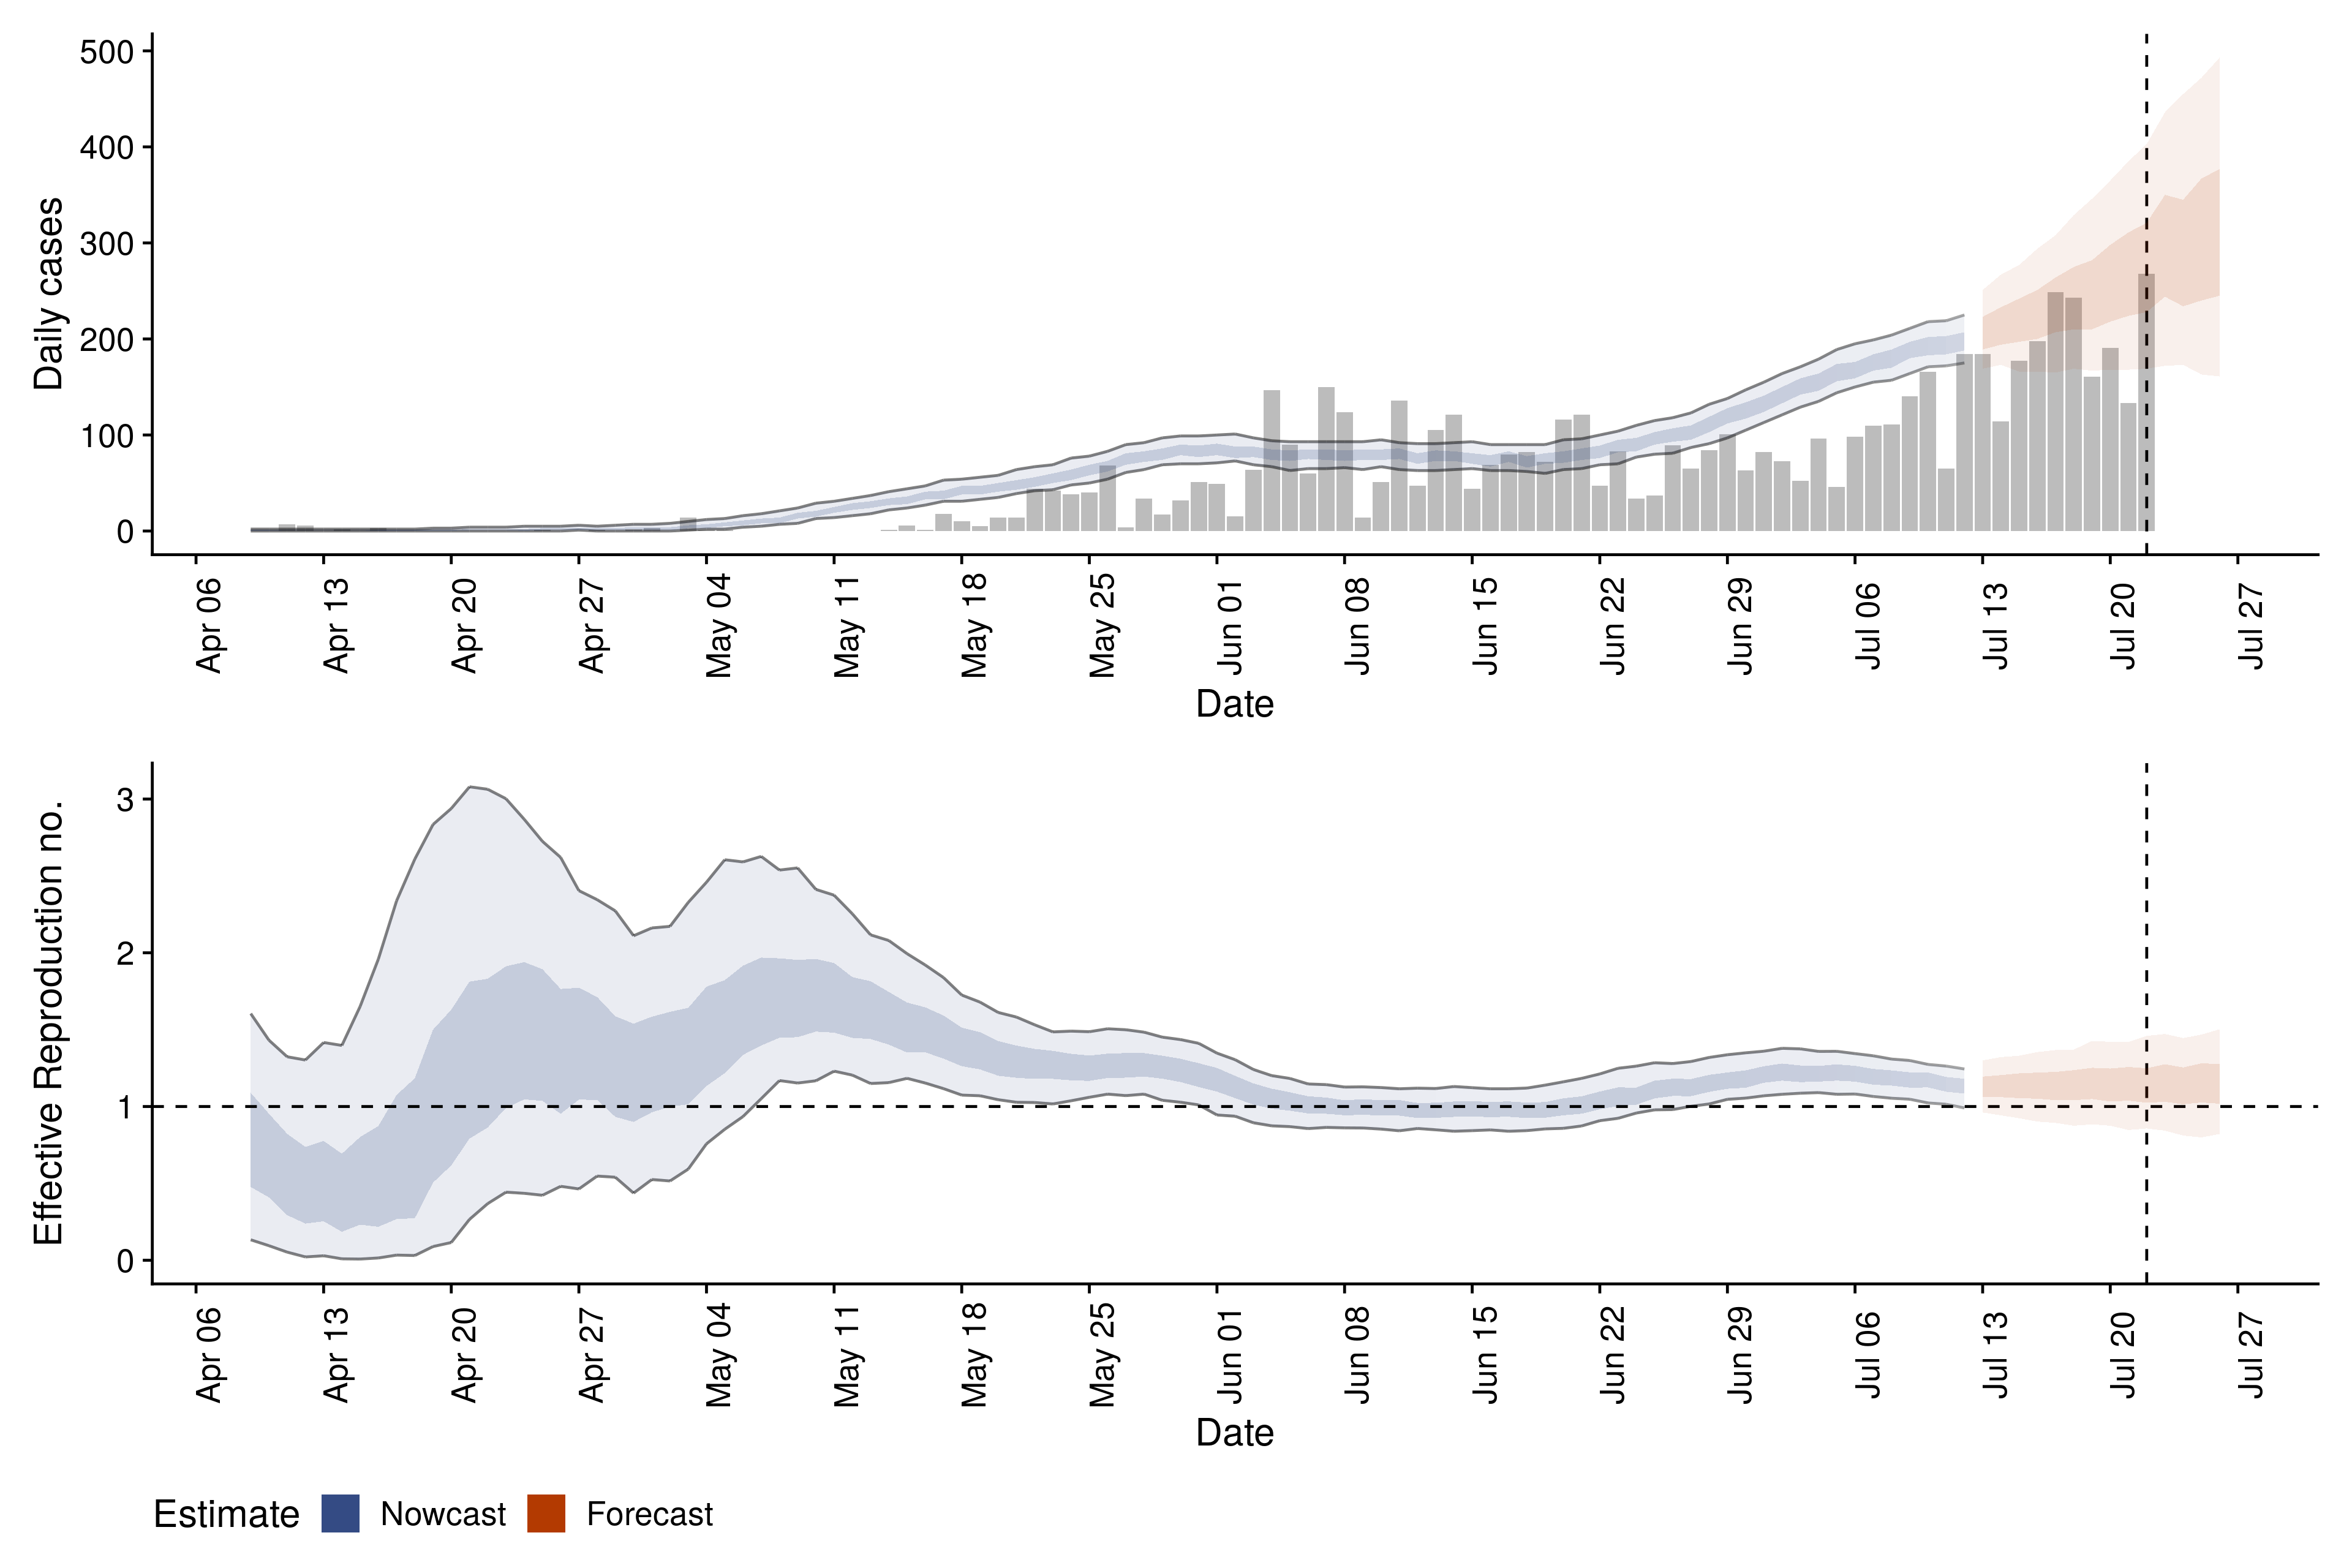 500
400
300
200
100
0
Daily cases
Apr 06
Apr 13
Apr 20
Apr 27
May 04
May 11
May 18
May 25
Jun 01
Jun 08
Jun 15
Jun 22
Jun 29
Jul 06
Jul 13
Jul 20
Jul 27
Date
3
2
1
0
Effective Reproduction no.
Apr 06
Apr 13
Apr 20
Apr 27
May 04
May 11
May 18
May 25
Jun 01
Jun 08
Jun 15
Jun 22
Jun 29
Jul 06
Jul 13
Jul 20
Jul 27
Date
Estimate Nowcast Forecast